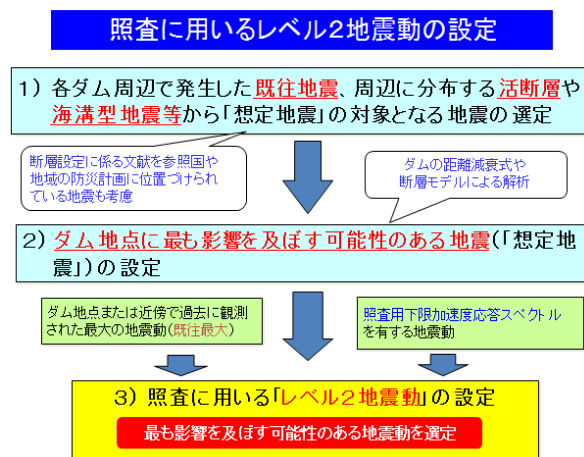 照査に用いるレベル2地震動の設定
1）各ダム周辺で発生した既往地震、周辺に分布する活断層や
海溝型地震等から「想定地震」の対象となる地震の選定
断層設定に係る文献を参照国や
地域の防災計画に位置づけられ
ている地震も考慮
ダムの距離減衰式や
断層モデルによる解析
2）ダム地点に最も影響を及ぼす可能性のある地震（「想定地
震」）の設定
ダム地点または近傍で過去に観測
された最大の地震動（既往最大）
照査用下限加速度応答スペクトル
を有する地震動
3）照査に用いる「レベル2地震動」の設定
最も影響を及ぼす可能性のある地震動を選定